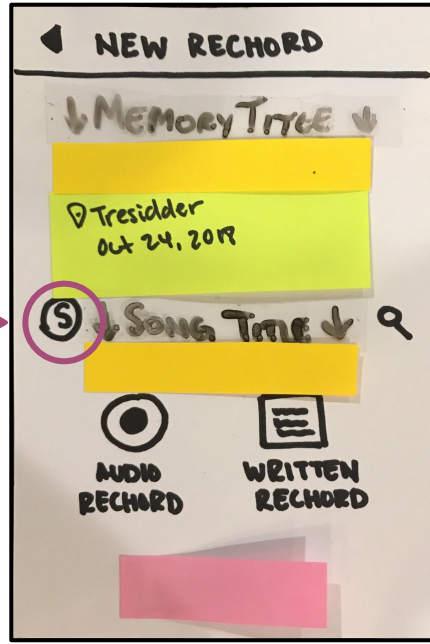 NEW RECHORD
↓ MEMORY TITLE ↓
Tresidder
Oct 24, 2018
S ↓ SONG TITLE ↓
AUDIO RECHORD
WRITTEN RECHORD